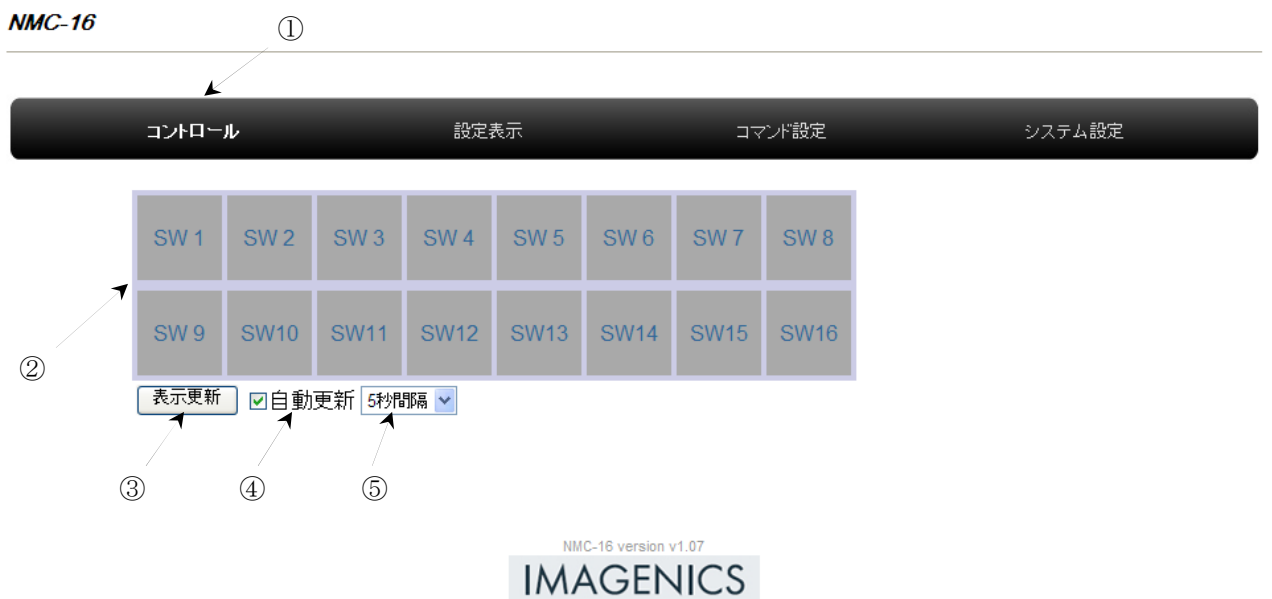 NMC-16
①
コントロール 設定表示 コマンド設定 システム設定
SW 1 SW 2 SW 3 SW 4 SW 5 SW 6 SW 7 SW 8
SW 9 SW10 SW11 SW12 SW13 SW14 SW15 SW16
②
表示更新 自動更新 5秒間隔
③ ④ ⑤
NMC-16 version v1.07
IMAGENICS